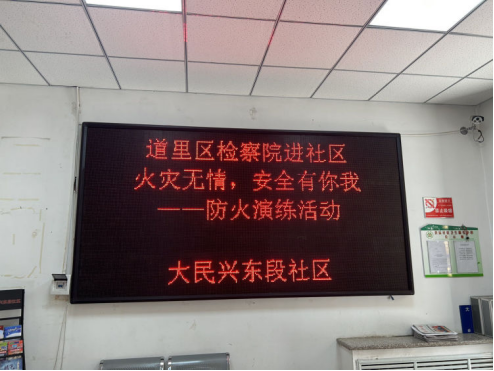 道里区检察院进社区
火灾无情，安全有你我
——防火演练活动
大民兴东段社区